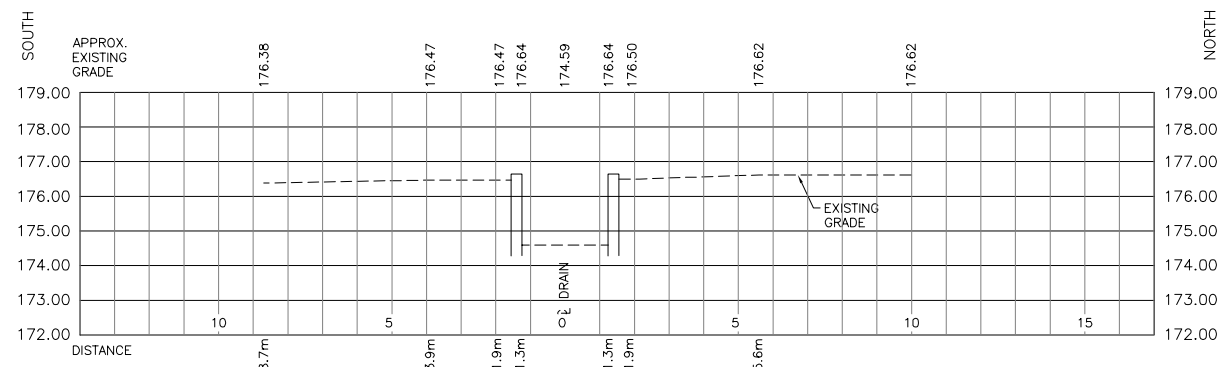 SOUTH
NORTH
APPROX.
EXISTING
GRADE
176.38
176.47
176.47
176.64
174.59
176.64
176.50
176.62
176.62
179.00
179.00
178.00
178.00
177.00
177.00
176.00
176.00
EXISTING
GRADE
175.00
175.00
174.00
174.00
DRAIN
173.00
173.00
10
5
0
5
10
15
172.00
172.00
DISTANCE
3.9m
1.9m
1.3m
1.3m
1.9m